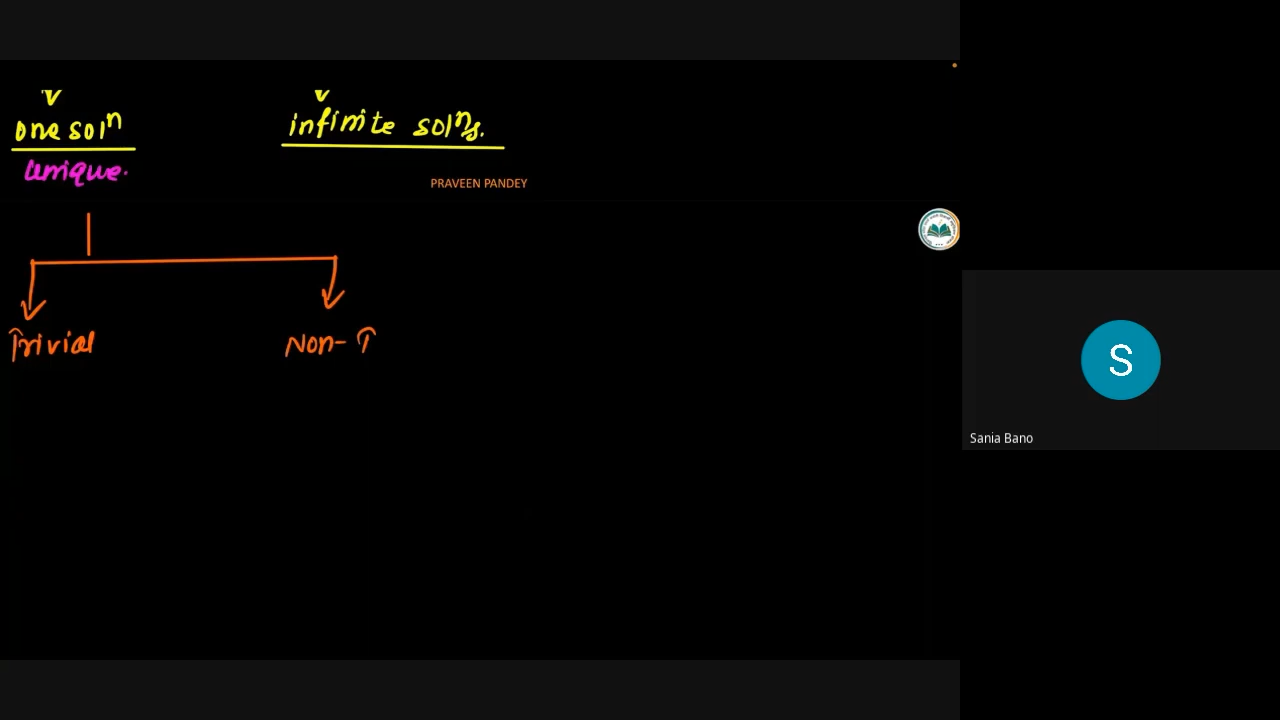 one solⁿ infinite solⁿs.
Unique.
PRAVEEN PANDEY
Trivial Non-T
S
Sania Bano